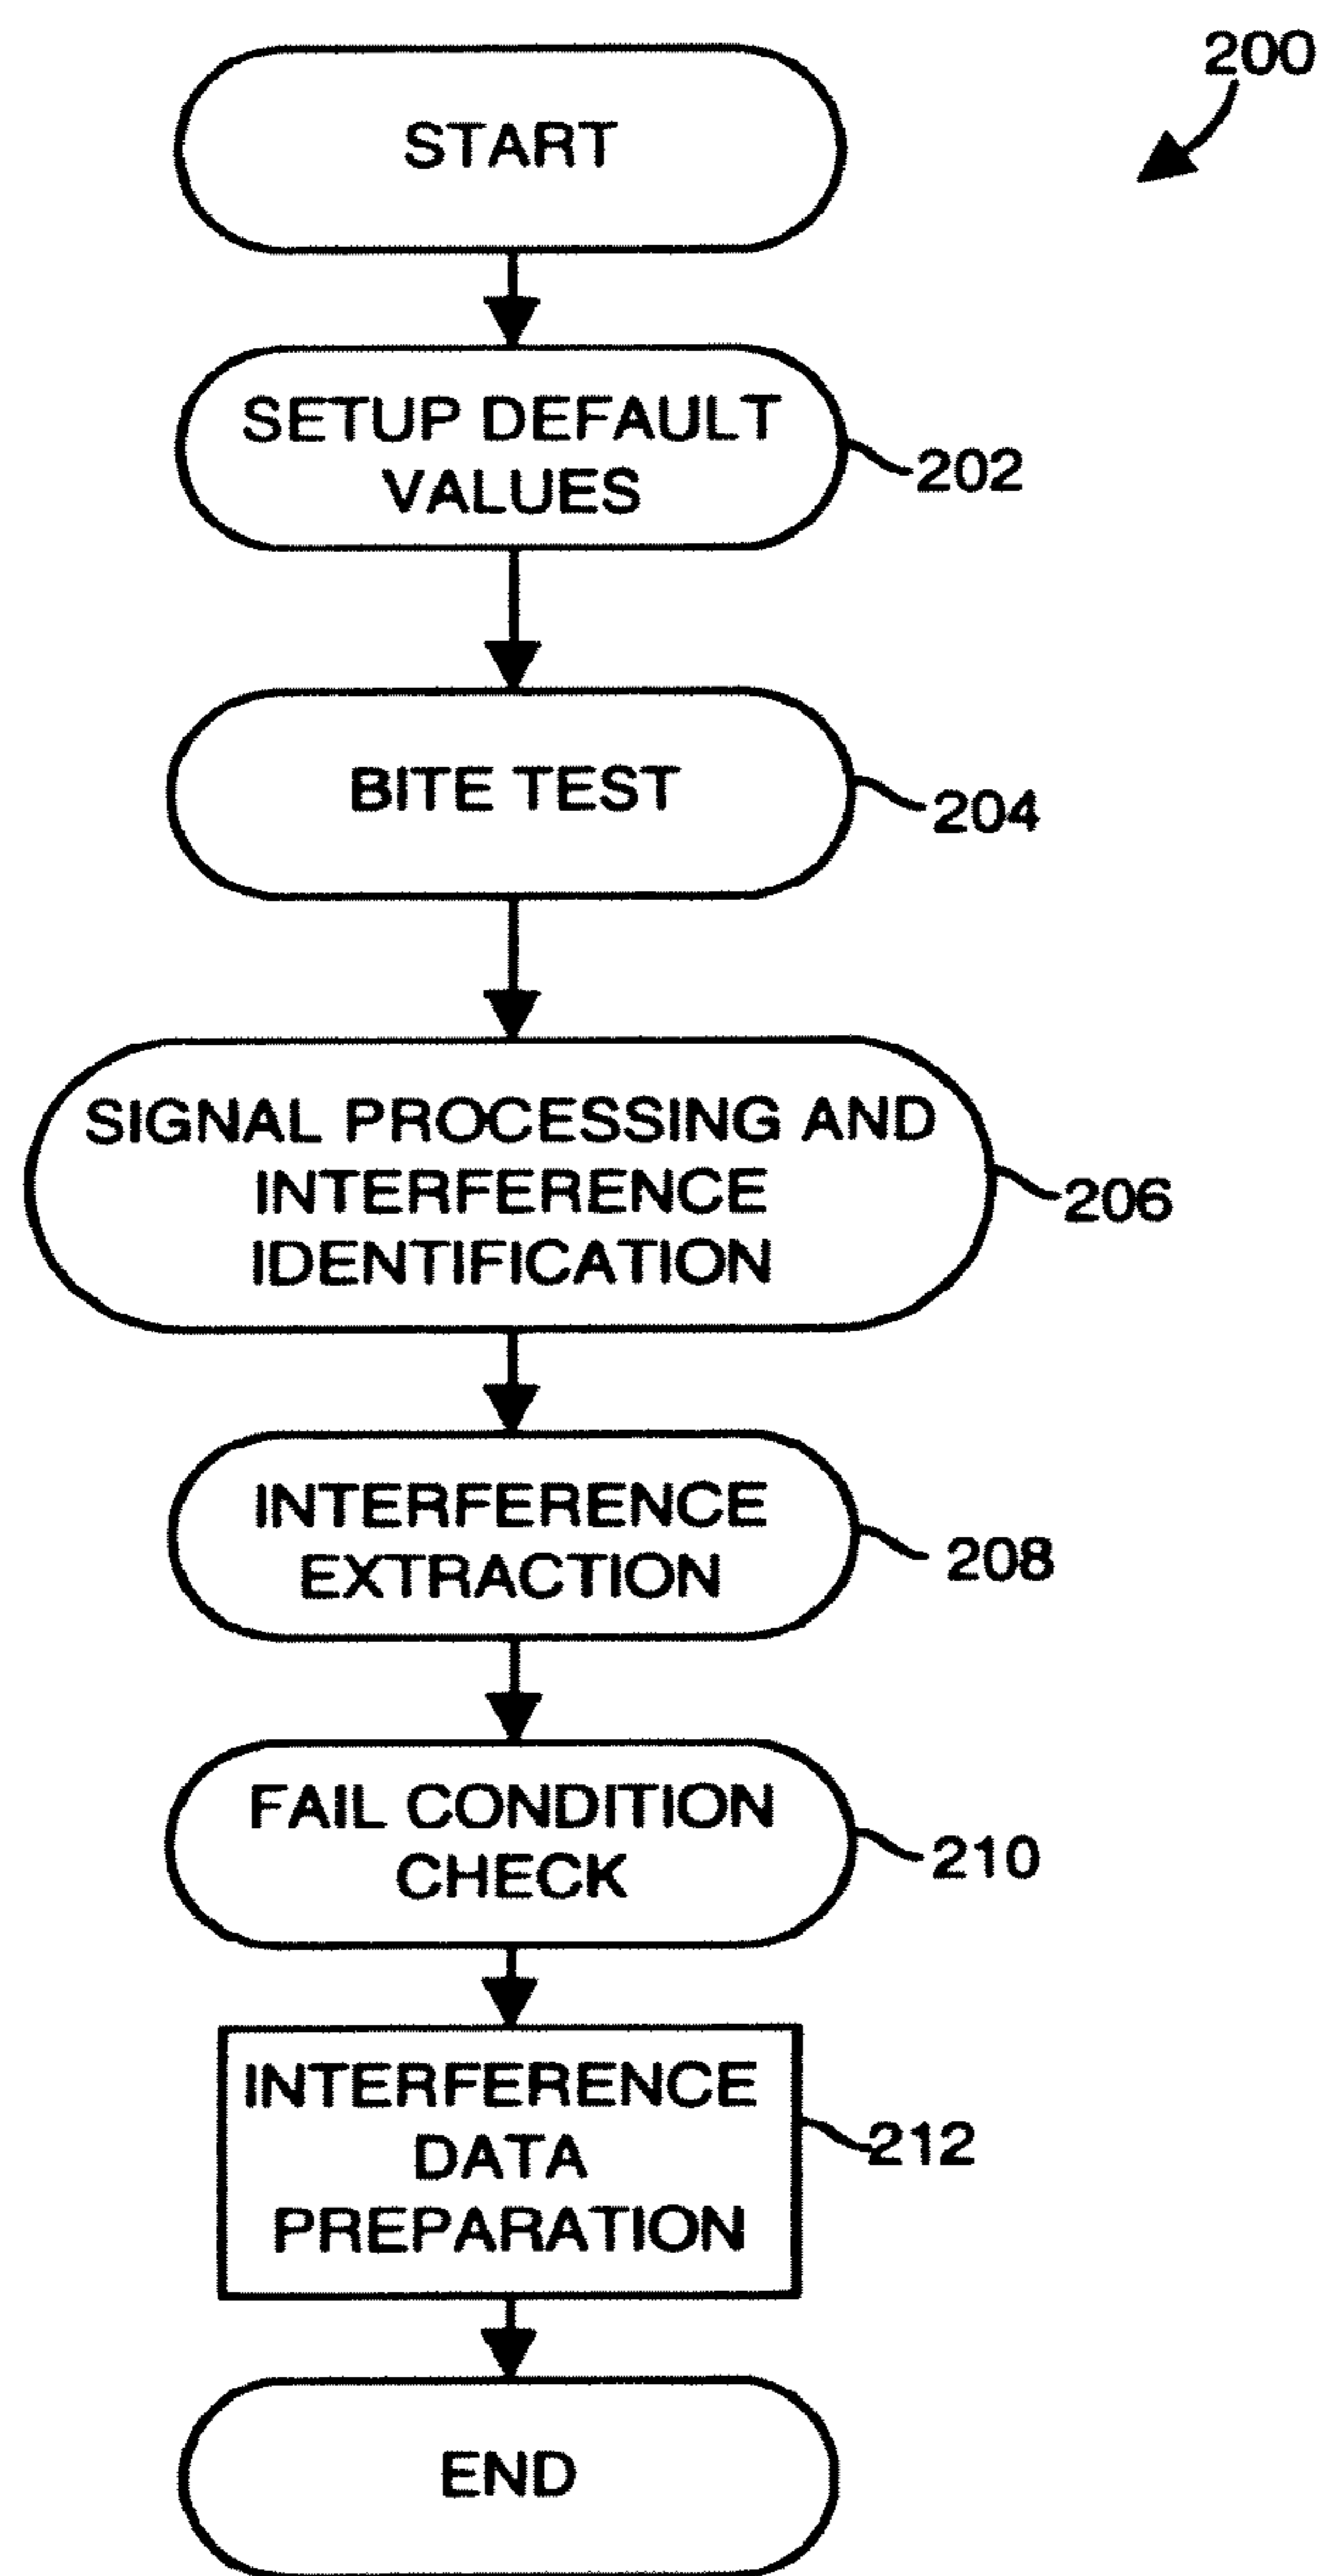 200
START
SETUP DEFAULT
VALUES
202
BITE TEST
204
SIGNAL PROCESSING AND
INTERFERENCE
IDENTIFICATION
206
INTERFERENCE
EXTRACTION
208
FAIL CONDITION
CHECK
210
INTERFERENCE
DATA
PREPARATION
212
END